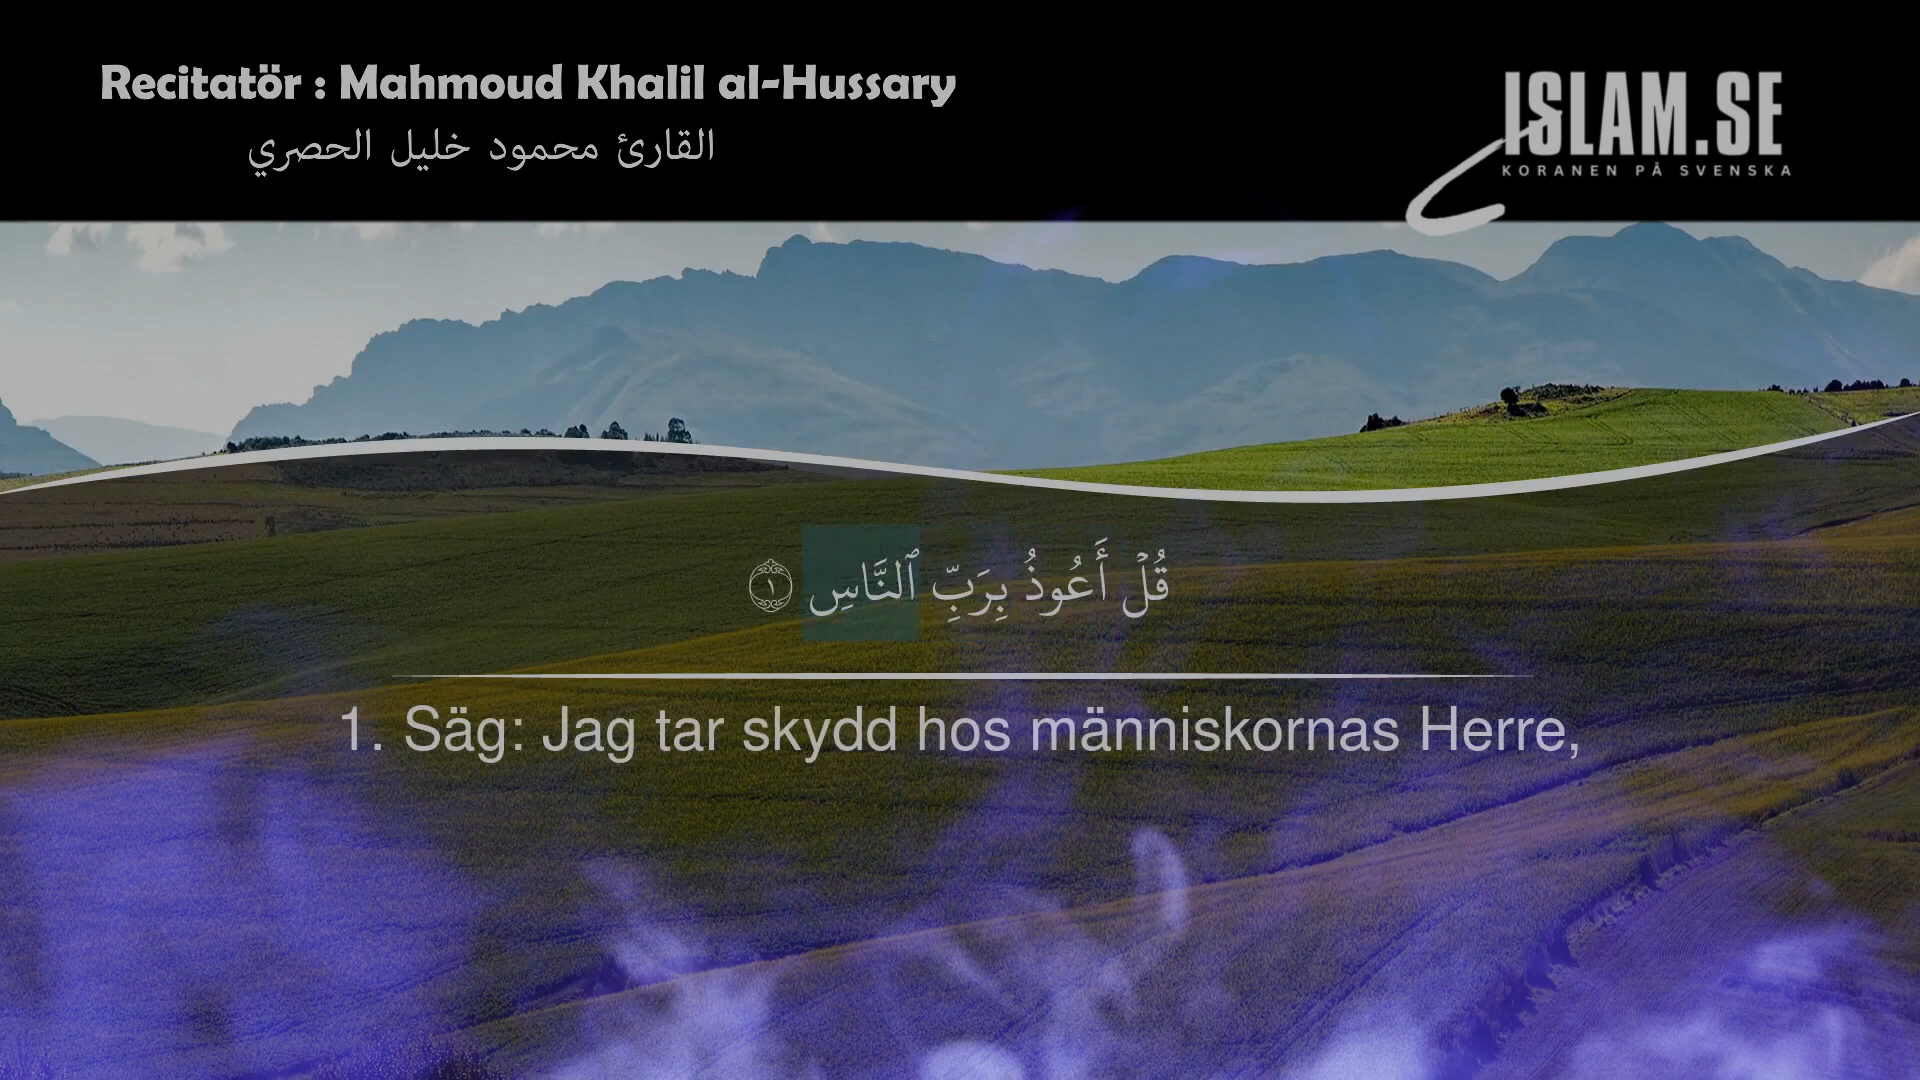 Recitatör : Mahmoud Khalil al-Hussary
القارئ محمود خليل الحصري
ISLAM.SE
KORANEN PÅ SVENSKA
قُلْ أَعُوذُ بِرَبِّ ٱلنَّاسِ ١
1. Säg: Jag tar skydd hos människornas Herre,